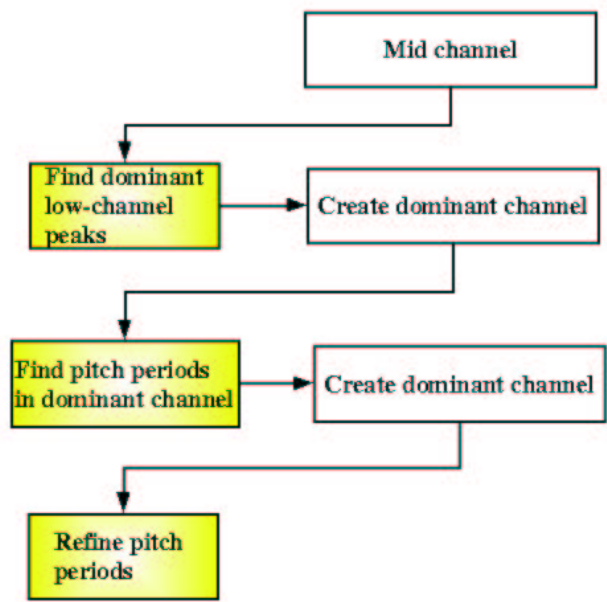 Mid channel
Find dominant
low-channel
peaks
Create dominant channel
Find pitch periods
in dominant channel
Create dominant channel
Refine pitch
periods